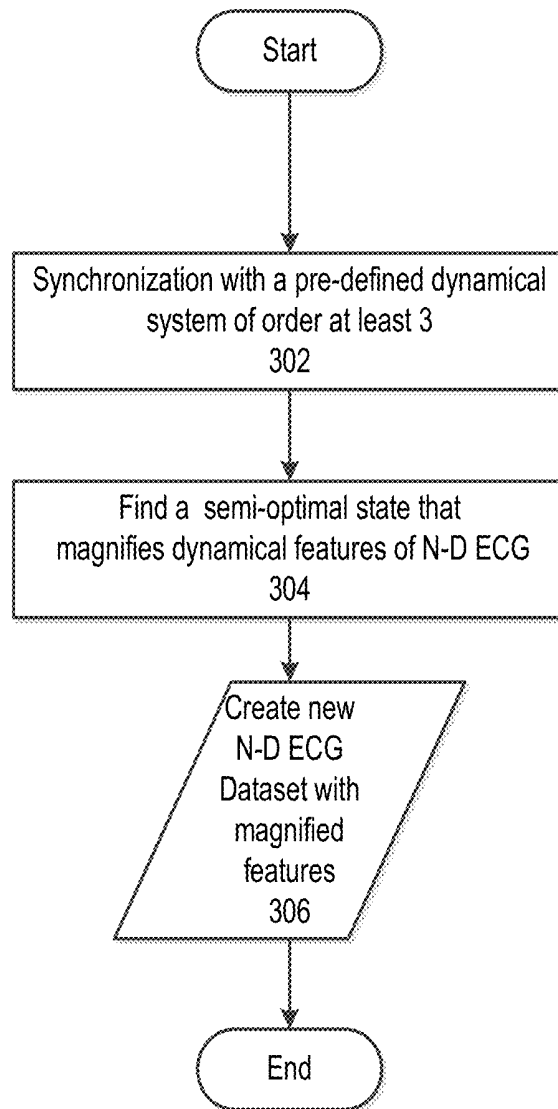 Start
Synchronization with a pre-defined dynamical
system of order at least 3
302
Find a semi-optimal state that
magnifies dynamical features of N-D ECG
304
Create new
N-D ECG
Dataset with
magnified
features
306
End